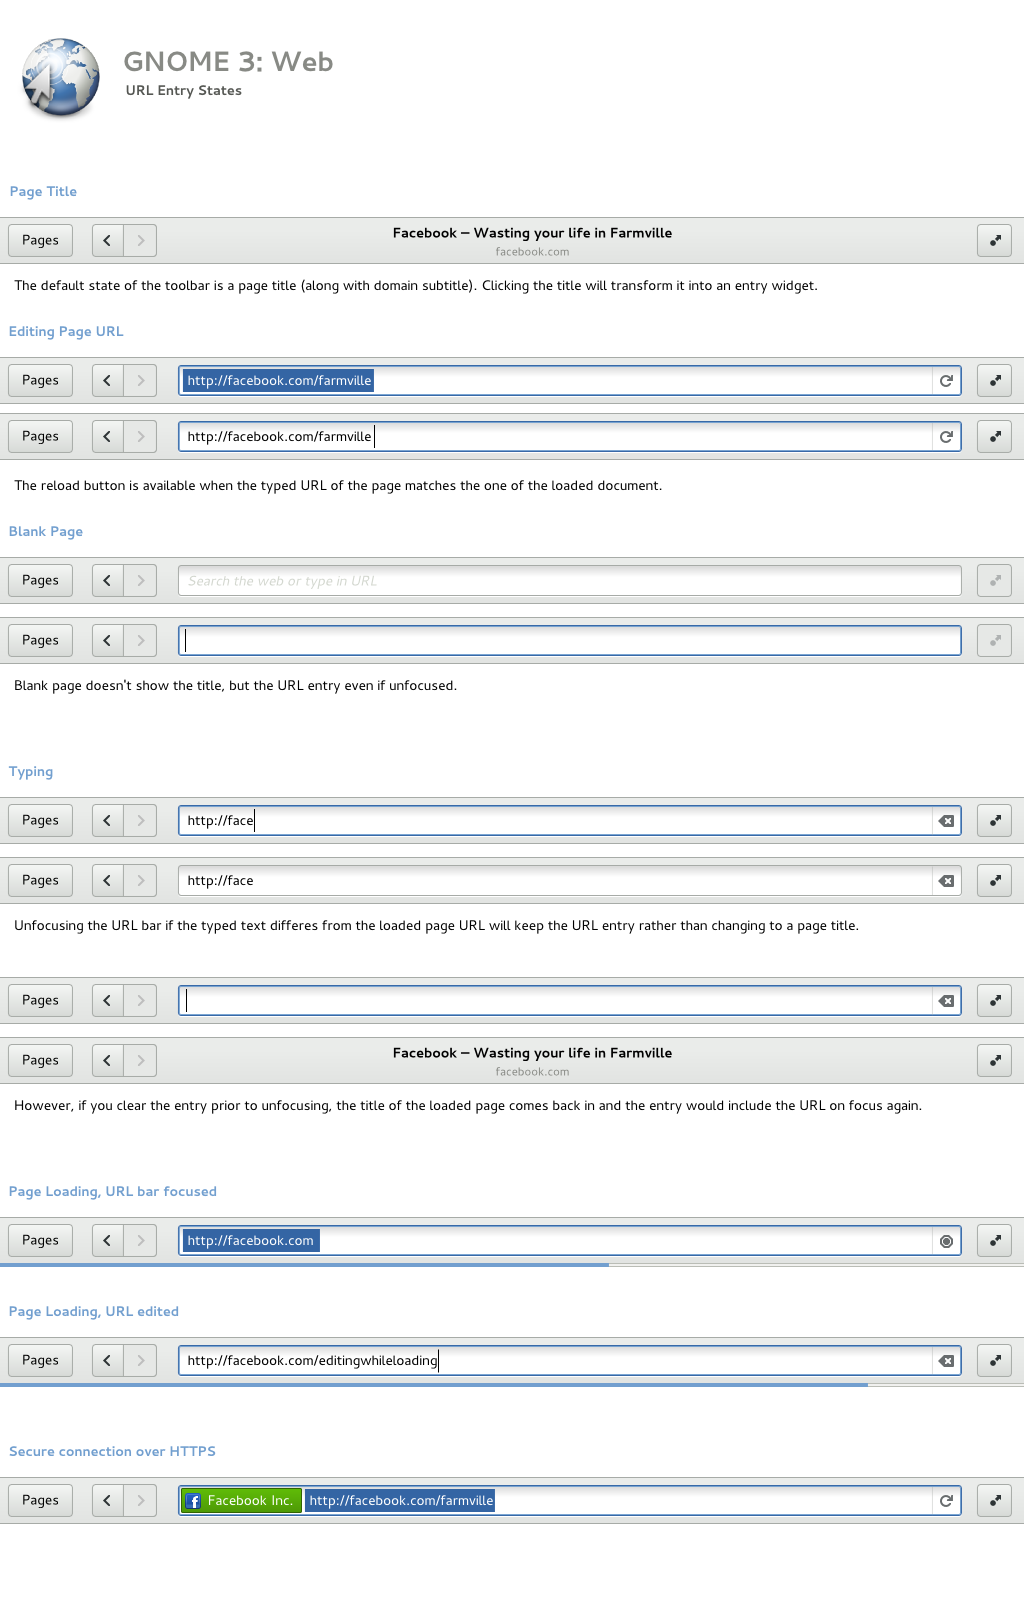 GNOME 3: Web
URL Entry States
Page Title
Pages
Facebook – Wasting your life in Farmville
facebook.com
The default state of the toolbar is a page title (along with domain subtitle). Clicking the title will transform it into an entry widget.
Editing Page URL
Pages http://facebook.com/farmville
Pages http://facebook.com/farmville
The reload button is available when the typed URL of the page matches the one of the loaded document.
Blank Page
Pages Search the web or type in URL
Pages
Blank page doesn't show the title, but the URL entry even if unfocused.
Typing
Pages http://face
Pages http://face
Unfocusing the URL bar if the typed text differes from the loaded page URL will keep the URL entry rather than changing to a page title.
Pages
Pages
Facebook – Wasting your life in Farmville
facebook.com
However, if you clear the entry prior to unfocusing, the title of the loaded page comes back in and the entry would include the URL on focus again.
Page Loading, URL bar focused
Pages http://facebook.com
Page Loading, URL edited
Pages http://facebook.com/editingwhileloading
Secure connection over HTTPS
Pages f Facebook Inc. http://facebook.com/farmville